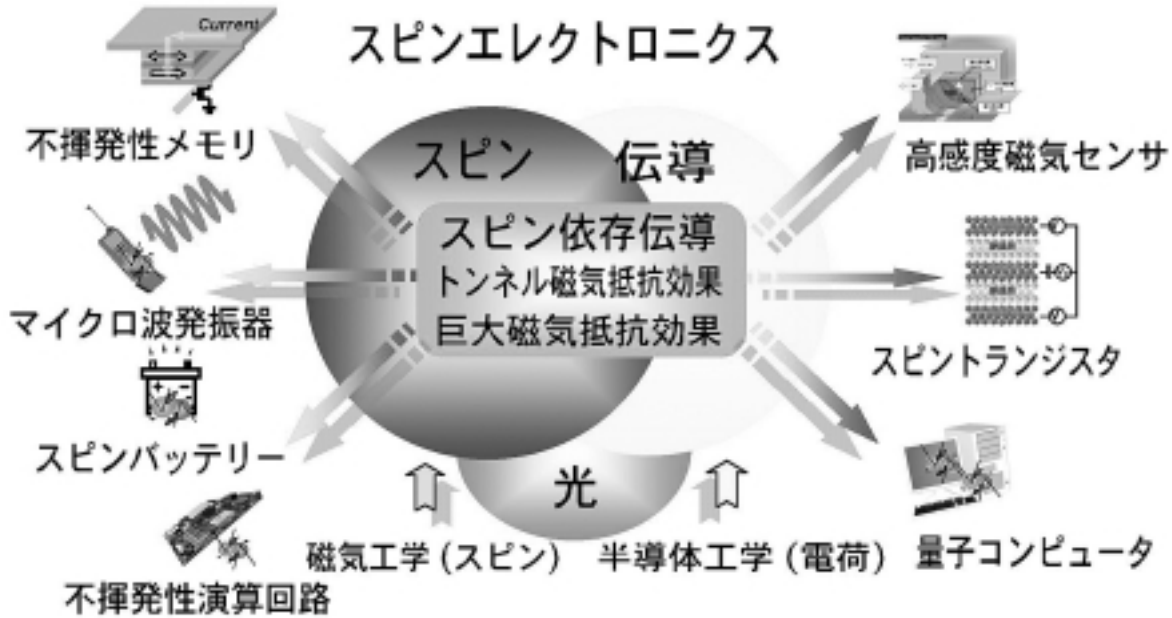 Current
スピンエレクトロニクス
不揮発性メモリ
高感度磁気センサ
スピン 伝導
スピン依存伝導
トンネル磁気抵抗効果
巨大磁気抵抗効果
マイクロ波発振器
スピントランジスタ
スピンバッテリー
光
磁気工学 (スピン)
半導体工学 (電荷)
量子コンピュータ
不揮発性演算回路